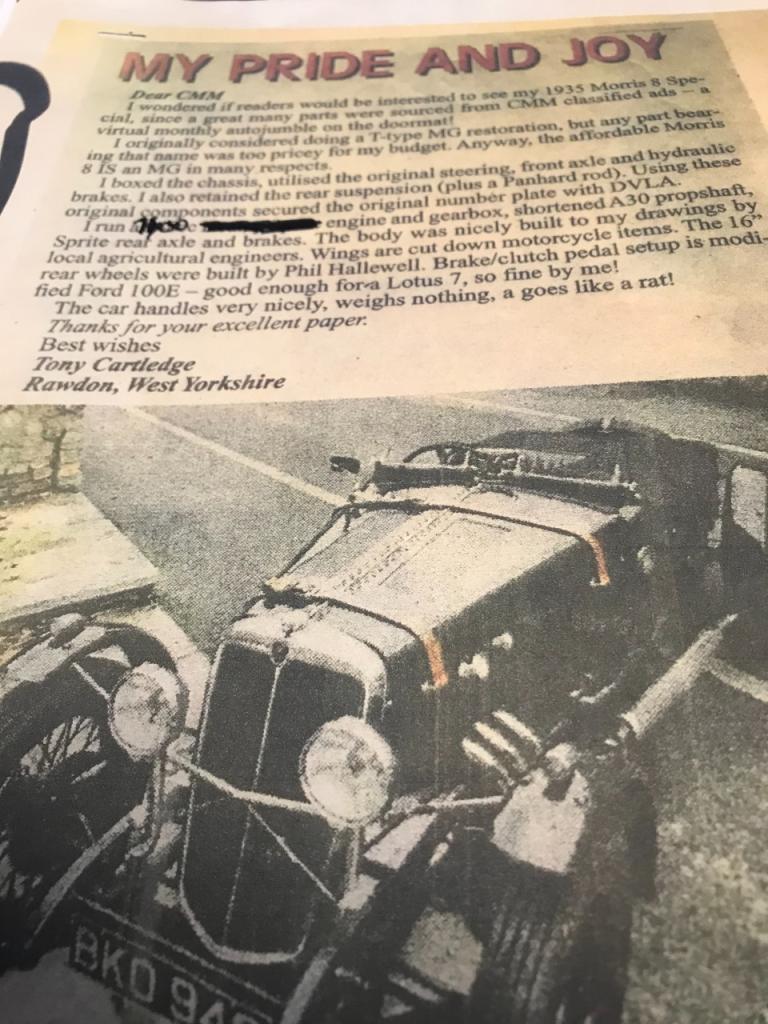 MY PRIDE AND JOY
Dear CMM
I wondered if readers would be interested to see my 1935 Morris 8 Spe-
cial, since a great many parts were sourced from CMM classified ads – a
virtual monthly autojumble on the doormat!
I originally considered doing a T-type MG restoration, but any part bear-
ing that name was too pricey for my budget. Anyway, the affordable Morris
8 IS an MG in many respects.
I boxed the chassis, utilised the original steering, front axle and hydraulic
brakes. I also retained the rear suspension (plus a Panhard rod). Using these
original components secured the original number plate with DVLA.
I run engine and gearbox, shortened A30 propshaft,
Sprite rear axle and brakes. The body was nicely built to my drawings by
local agricultural engineers. Wings are cut down motorcycle items. The 16"
rear wheels were built by Phil Hallewell. Brake/clutch pedal setup is modi-
fied Ford 100E – good enough for a Lotus 7, so fine by me!
The car handles very nicely, weighs nothing, a goes like a rat!
Thanks for your excellent paper.
Best wishes
Tony Cartledge
Rawdon, West Yorkshire
BKD